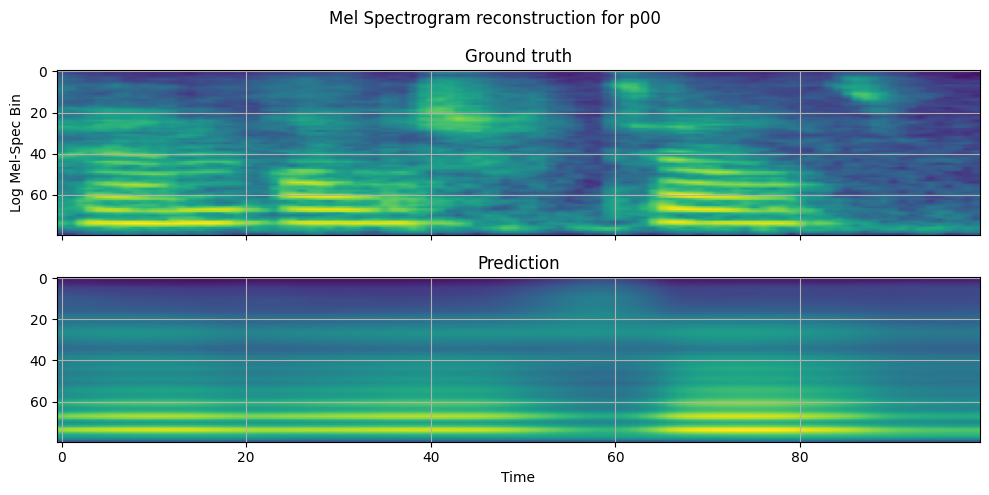 Mel Spectrogram reconstruction for p00
Ground truth
0
20
40
60
Log Mel-Spec Bin
Prediction
0
20
40
60
0 20 40 60 80
Time